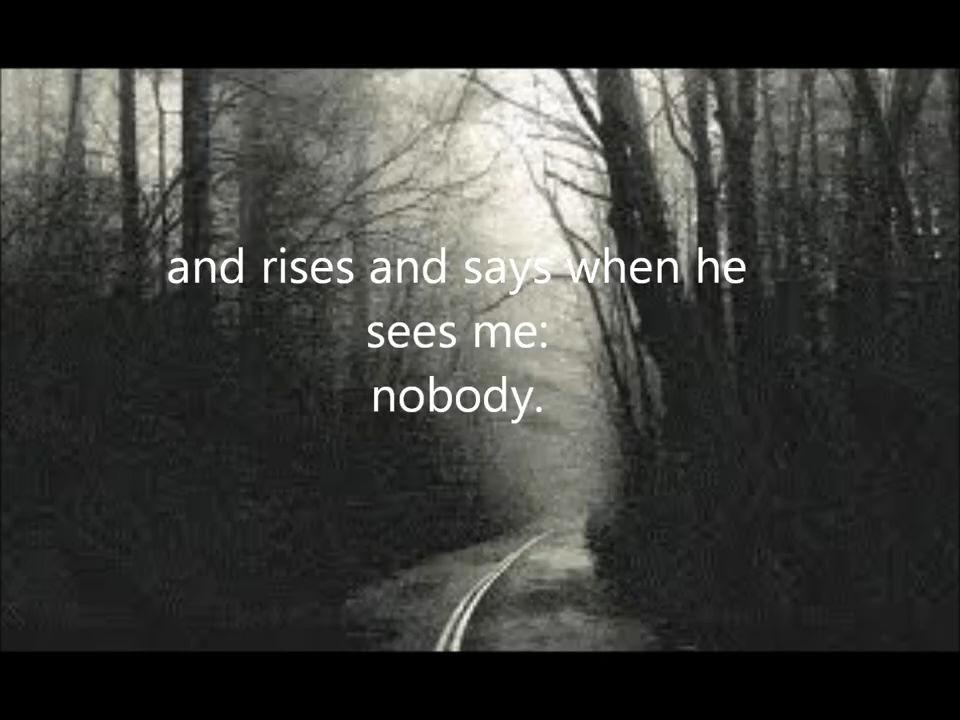 and rises and says when he
sees me:
nobody.